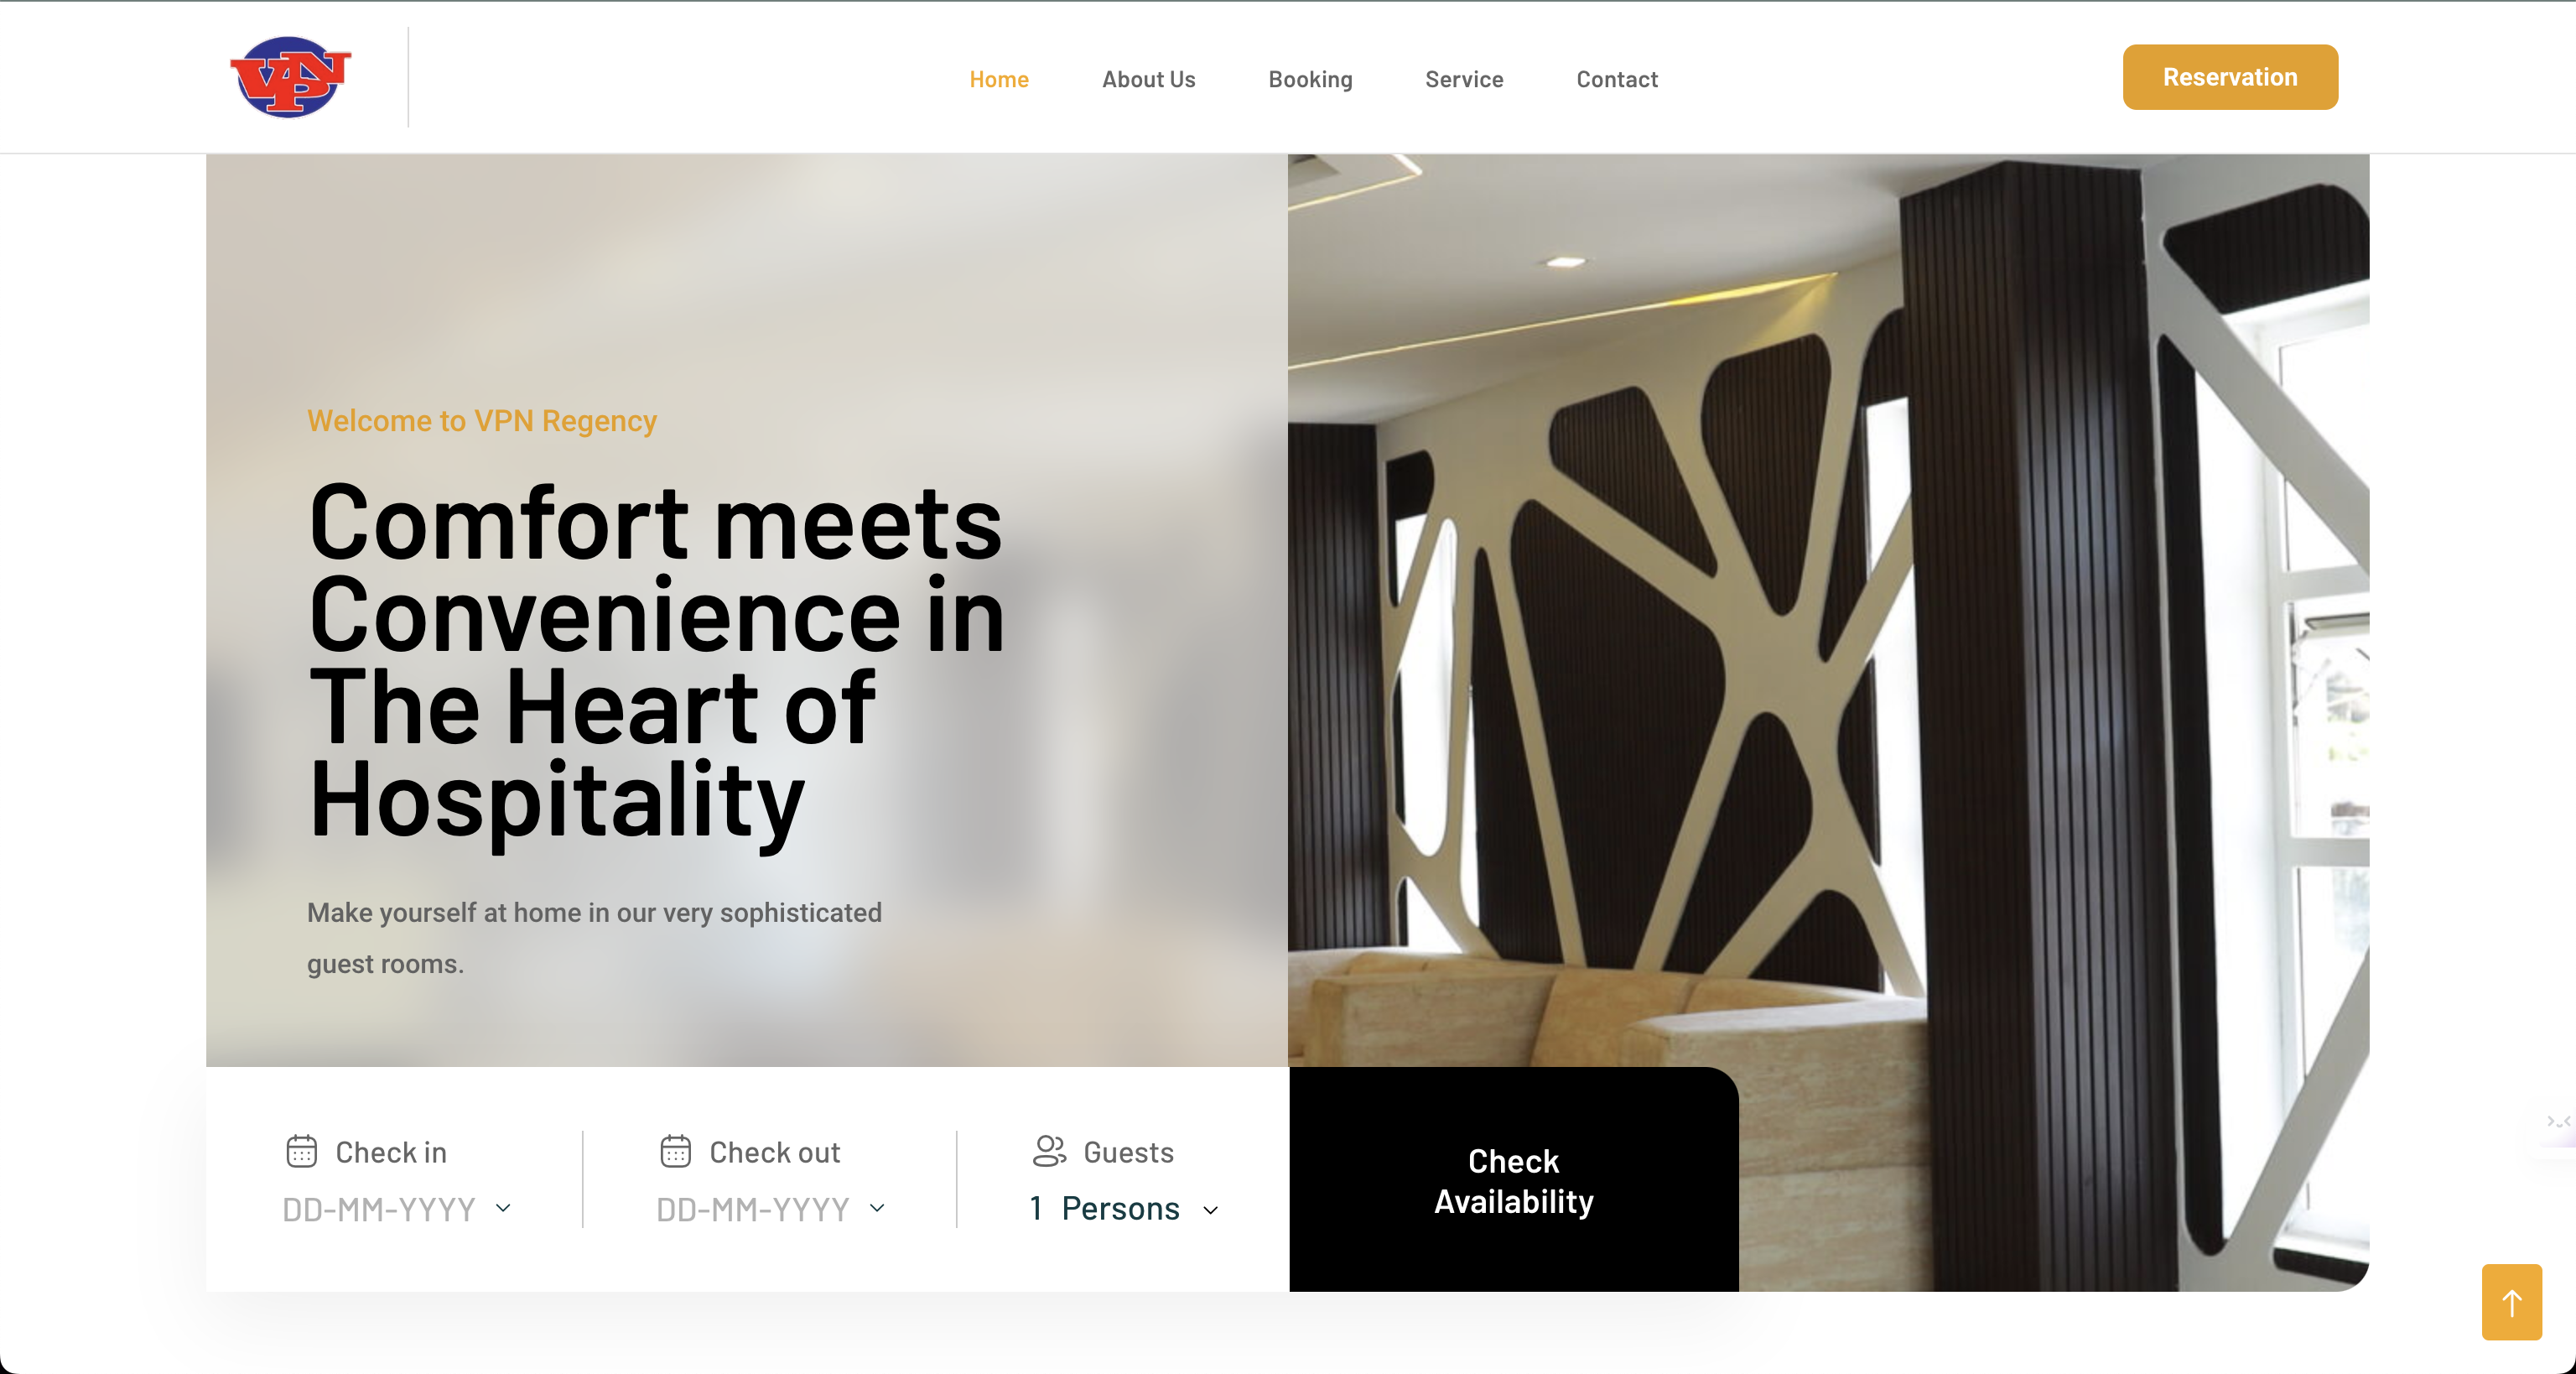 VPN
Home
About Us
Booking
Service
Contact
Reservation
Welcome to VPN Regency
Comfort meets
Convenience in
The Heart of
Hospitality
Make yourself at home in our very sophisticated
guest rooms.
Check in
DD-MM-YYYY
Check out
DD-MM-YYYY
Guests
1 Persons
Check
Availability